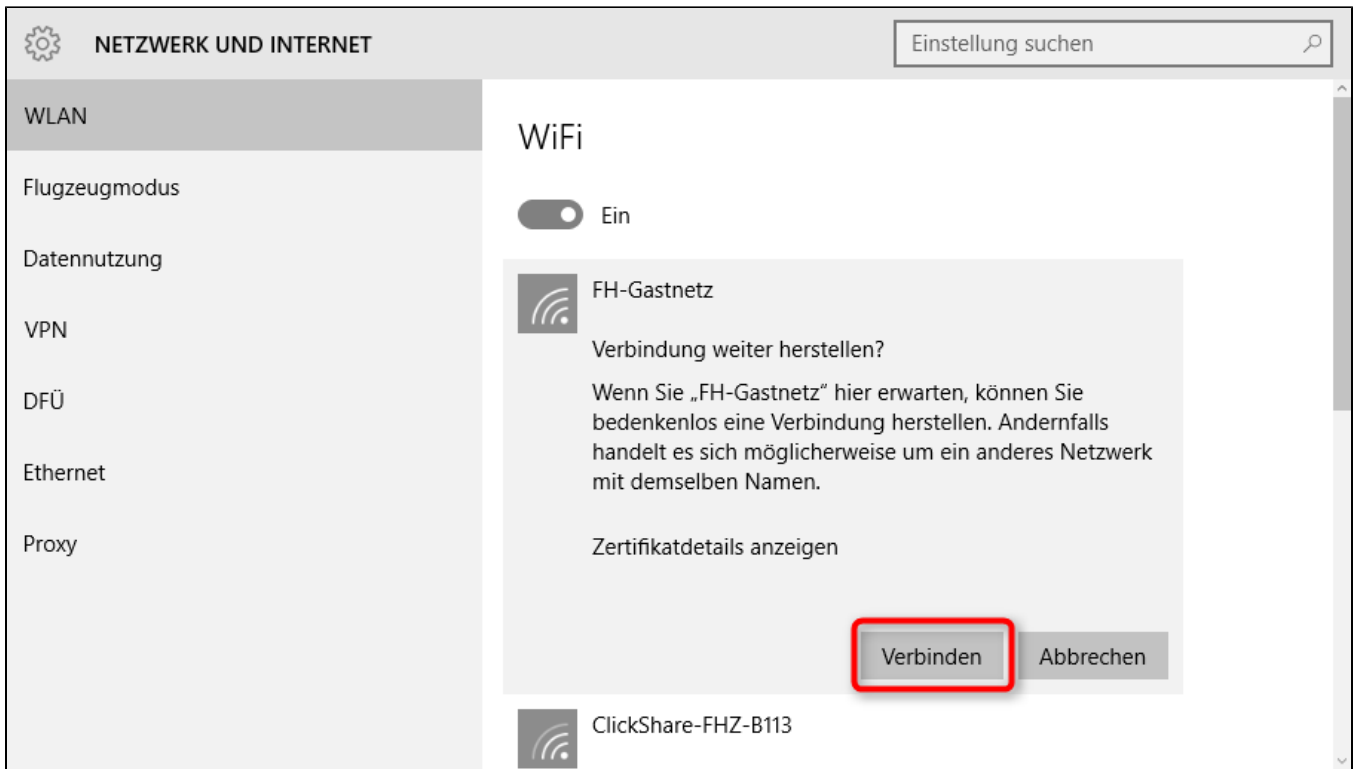 NETZWERK UND INTERNET
Einstellung suchen
WLAN
Flugzeugmodus
Datennutzung
VPN
DFÜ
Ethernet
Proxy
WiFi
Ein
FH-Gastnetz
Verbindung weiter herstellen?
Wenn Sie „FH-Gastnetz“ hier erwarten, können Sie
bedenkenlos eine Verbindung herstellen. Andernfalls
handelt es sich möglicherweise um ein anderes Netzwerk
mit demselben Namen.
Zertifikatdetails anzeigen
Verbinden
Abbrechen
ClickShare-FHZ-B113